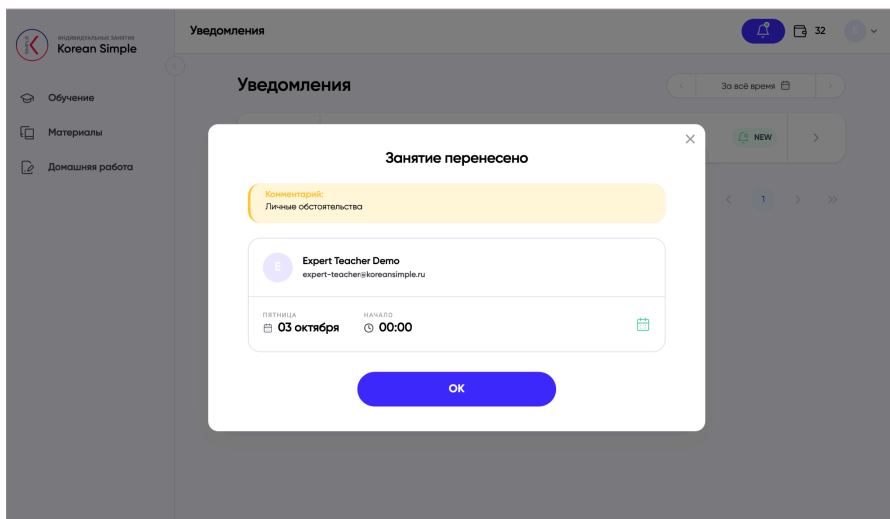 ИНДИВИДУАЛЬНЫЕ ЗАНЯТИЯ
Korean Simple
Уведомления
32
Обучение
Материалы
Домашняя работа
Уведомления
За всё время
NEW
1
Занятие перенесено
Комментарий:
Личные обстоятельства
E
Expert Teacher Demo
expert-teacher@koreansimple.ru
ПЯТНИЦА
03 октября
НАЧАЛО
00:00
ОК